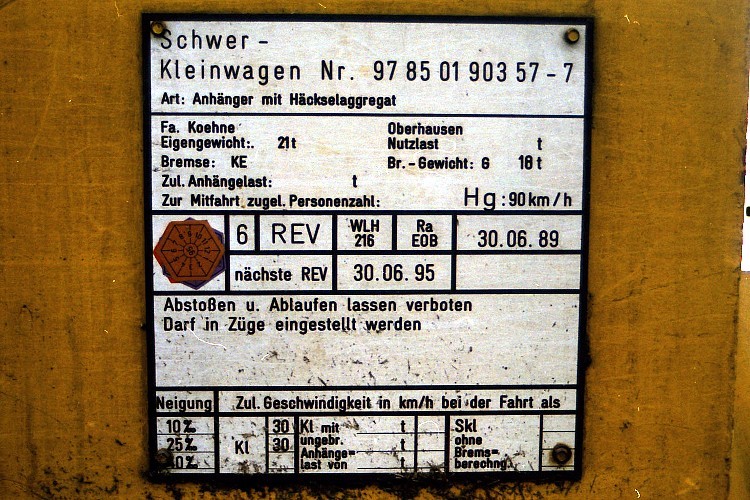 Schwer-
Kleinwagen Nr. 97 85 01 903 57-7
Art: Anhänger mit Häckselaggregat
Fa. Koehne Oberhausen
Eigengewicht:. 21t Nutzlast t
Bremse: KE Br.-Gewicht: G 18t
Zul. Anhängelast: t
Zur Mitfahrt zugel. Personenzahl: Hg: 90km/h
6 REV WLH 216 Ra EOB 30.06.89
nächste REV 30.06.95
Abstoßen u. Ablaufen lassen verboten
Darf in Züge eingestellt werden
Neigung Zul. Geschwindigkeit in km/h bei der Fahrt als
10‰ Kl 30 Kl mit t Skl
25‰ 30 ungebr. t ohne
40‰ Anhänge= Brems=
last von t berechng.